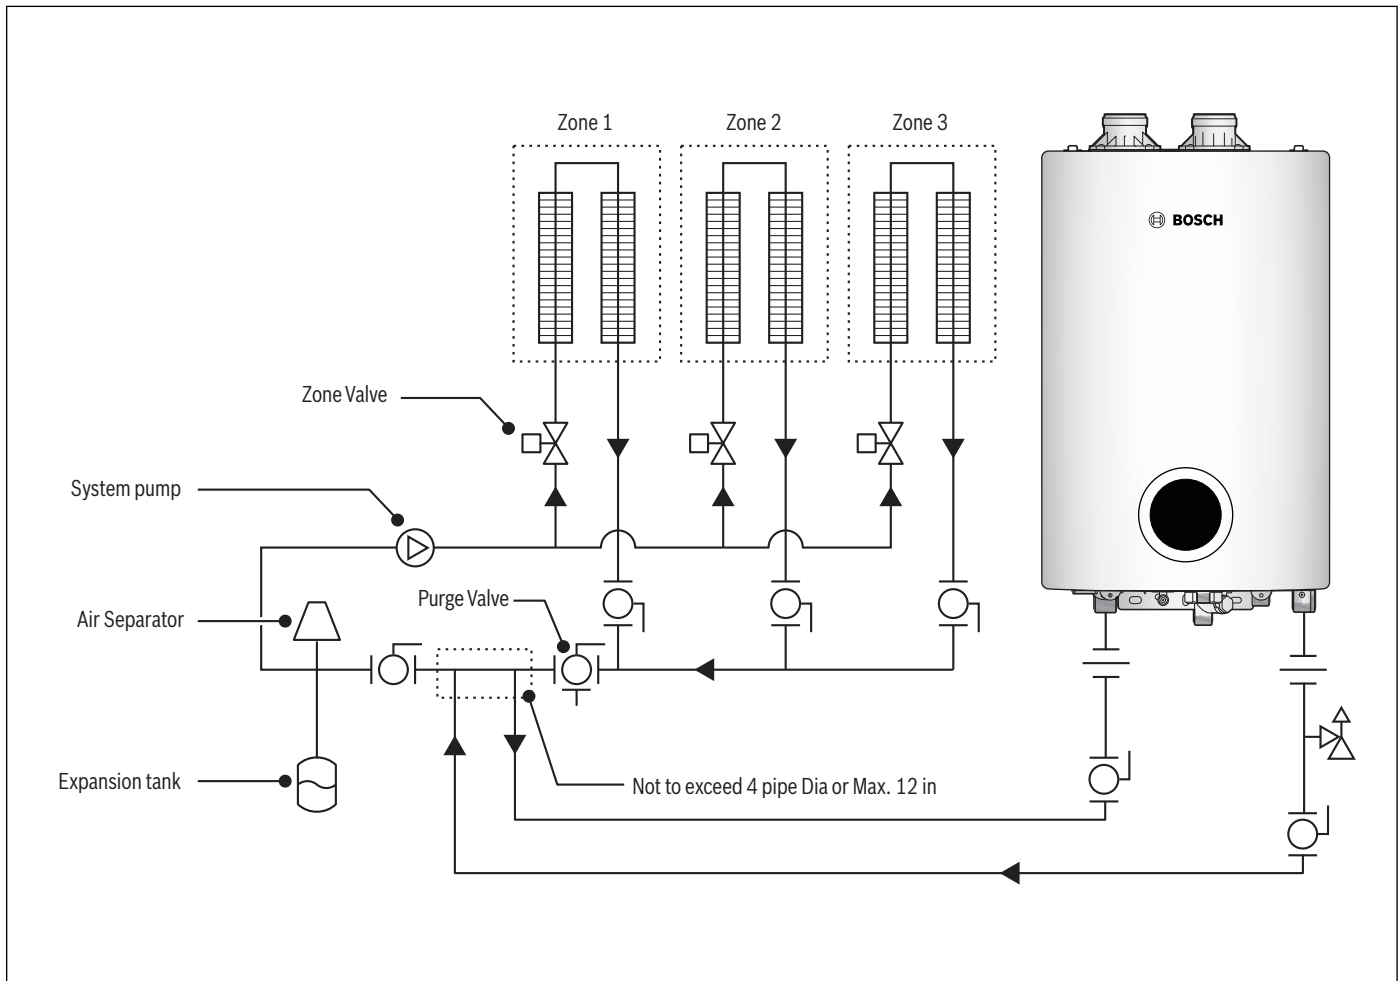 Zone 1
Zone 2
Zone 3
BOSCH
Zone Valve
System pump
Purge Valve
Air Separator
Expansion tank
Not to exceed 4 pipe Dia or Max. 12 in